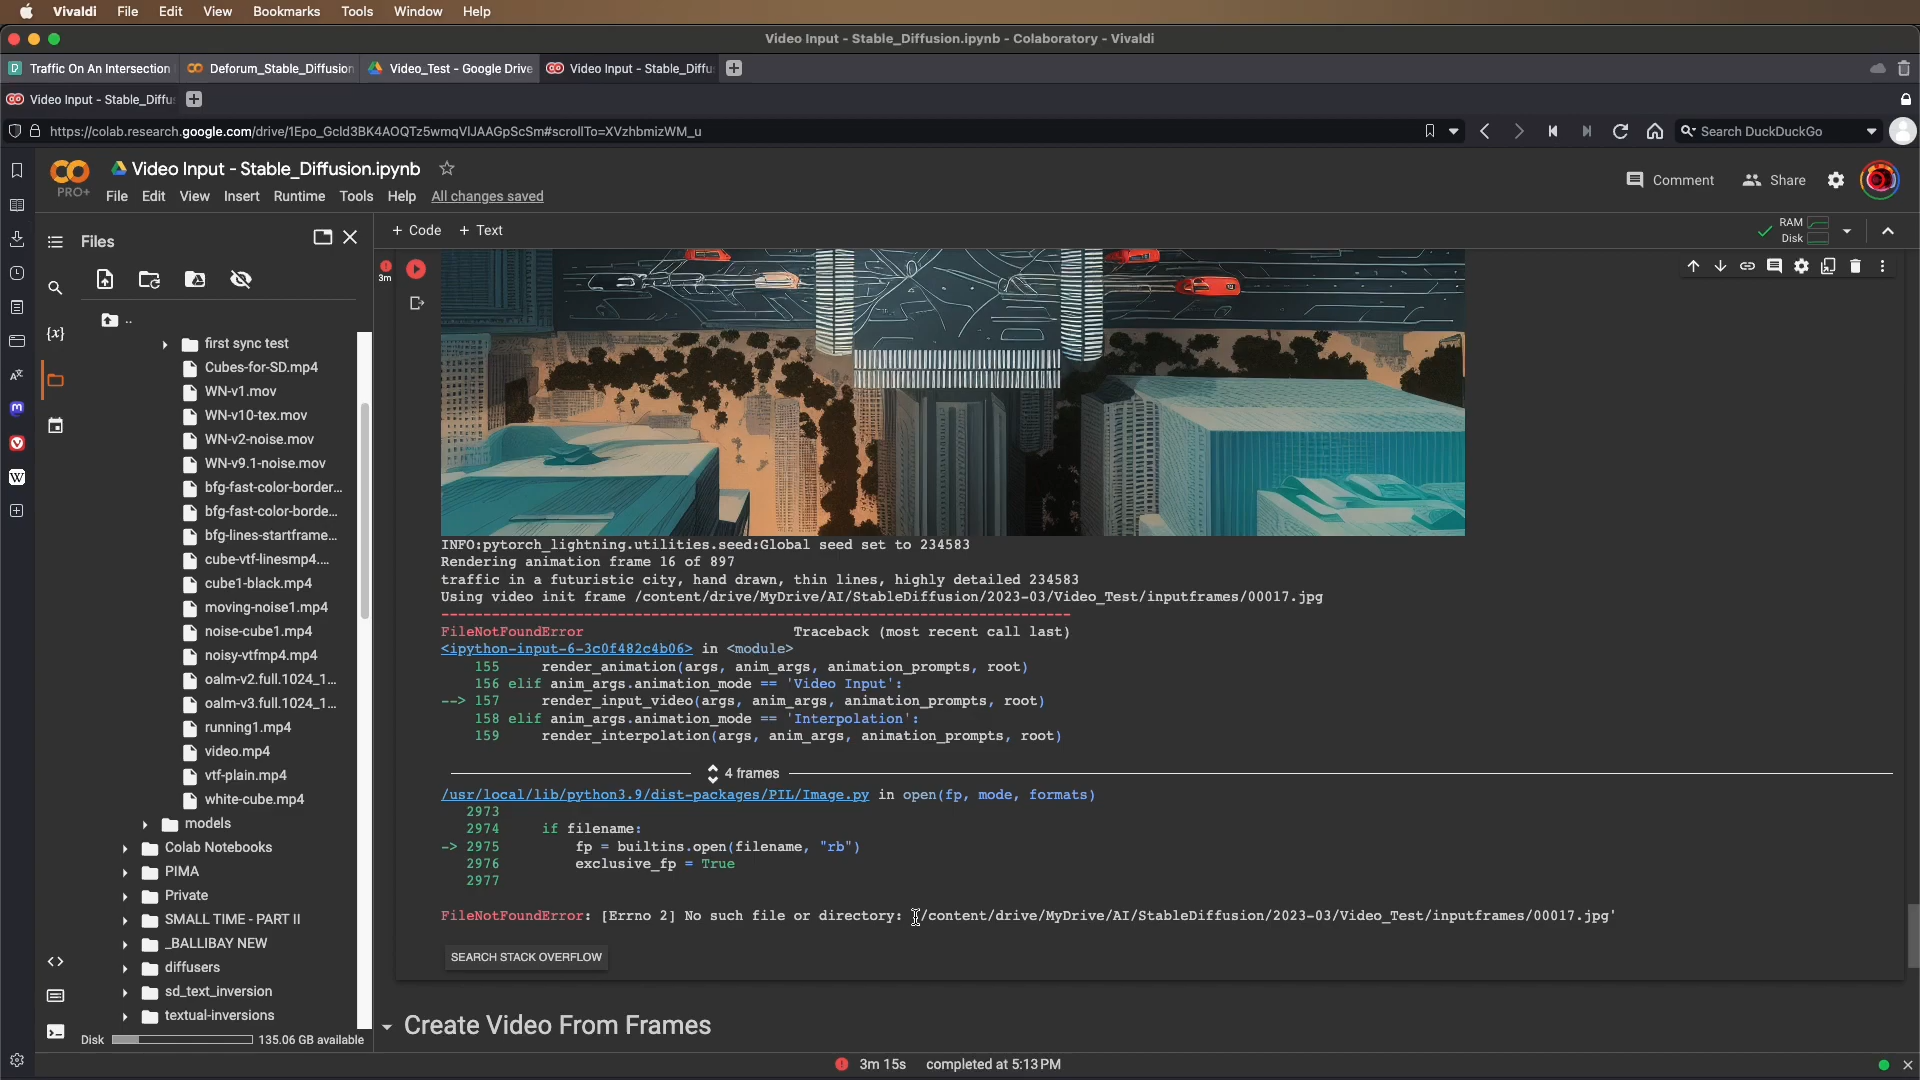 Vivaldi File Edit View Bookmarks Tools Window Help
Video Input - Stable_Diffusion.ipynb - Colaboratory - Vivaldi
Traffic On An Intersection Deforum_Stable_Diffusion Video_Test - Google Drive Video Input - Stable_Diffu
Video Input - Stable_Diffus
https://colab.research.google.com/drive/1Epo_Gcld3BK4AOQTz5wmqVlJAAGpScSm#scrollTo=XVzhbmizWM_u Search DuckDuckGo
PRO+ Video Input - Stable_Diffusion.ipynb
File Edit View Insert Runtime Tools Help All changes saved
Comment Share
+ Code + Text
RAM
Disk
Files
..
first sync test
Cubes-for-SD.mp4
WN-v1.mov
WN-v10-tex.mov
WN-v2-noise.mov
WN-v9.1-noise.mov
bfg-fast-color-border...
bfg-fast-color-borde...
bfg-lines-startframe...
cube-vtf-linesmp4....
cube1-black.mp4
moving-noise1.mp4
noise-cube1.mp4
noisy-vtfmp4.mp4
oalm-v2.full.1024_1...
oalm-v3.full.1024_1...
running1.mp4
video.mp4
vtf-plain.mp4
white-cube.mp4
models
Colab Notebooks
PIMA
Private
SMALL TIME - PART II
_BALLIBAY NEW
diffusers
sd_text_inversion
textual-inversions
Disk 135.06 GB available
{x}
W
3m
INFO:pytorch_lightning.utilities.seed:Global seed set to 234583
Rendering animation frame 16 of 897
traffic in a futuristic city, hand drawn, thin lines, highly detailed 234583
Using video init frame /content/drive/MyDrive/AI/StableDiffusion/2023-03/Video_Test/inputframes/00017.jpg
---------------------------------------------------------------------------
FileNotFoundError Traceback (most recent call last)
<ipython-input-6-3c0f482c4b06> in <module>
155 render_animation(args, anim_args, animation_prompts, root)
156 elif anim_args.animation_mode == 'Video Input':
--> 157 render_input_video(args, anim_args, animation_prompts, root)
158 elif anim_args.animation_mode == 'Interpolation':
159 render_interpolation(args, anim_args, animation_prompts, root)
4 frames
/usr/local/lib/python3.9/dist-packages/PIL/Image.py in open(fp, mode, formats)
2973
2974 if filename:
-> 2975 fp = builtins.open(filename, "rb")
2976 exclusive_fp = True
2977
FileNotFoundError: [Errno 2] No such file or directory: '/content/drive/MyDrive/AI/StableDiffusion/2023-03/Video_Test/inputframes/00017.jpg'
SEARCH STACK OVERFLOW
Create Video From Frames
3m 15s completed at 5:13 PM